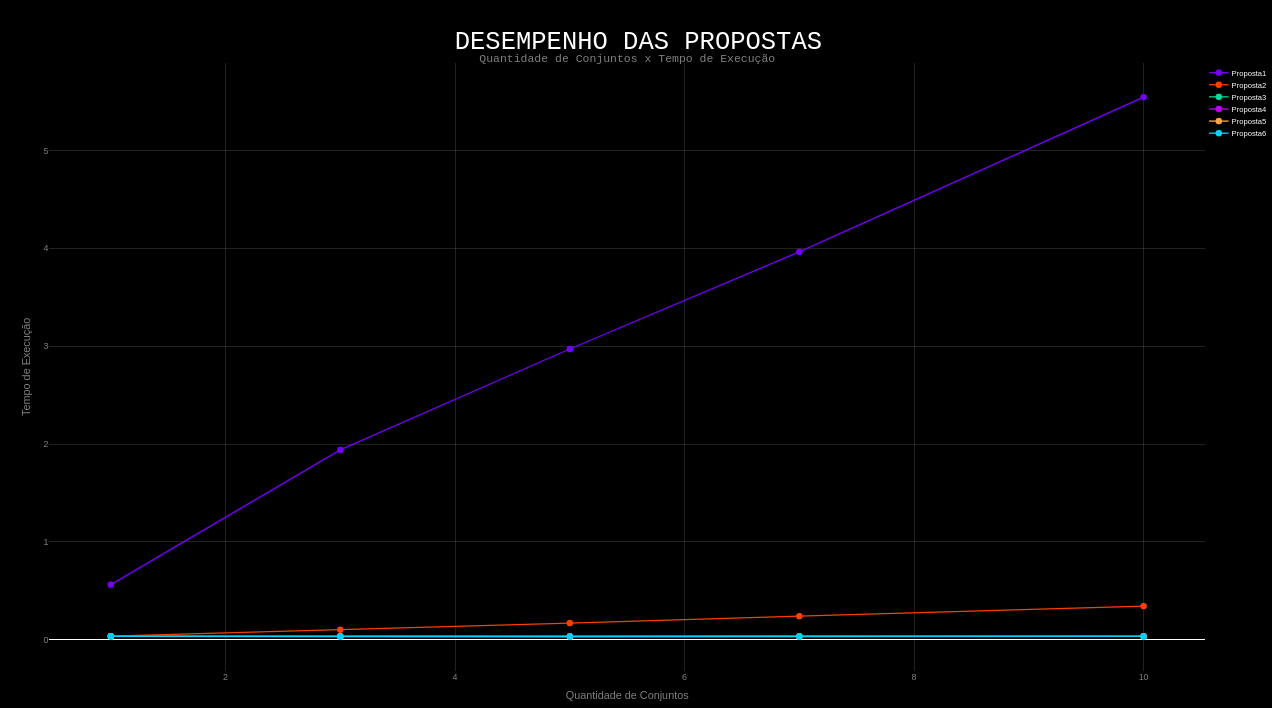 DESEMPENHO DAS PROPOSTAS
Quantidade de Conjuntos x Tempo de Execução
Proposta1
Proposta2
Proposta3
Proposta4
Proposta5
Proposta6
Tempo de Execução
5
4
3
2
1
0
2
4
6
8
10
Quantidade de Conjuntos